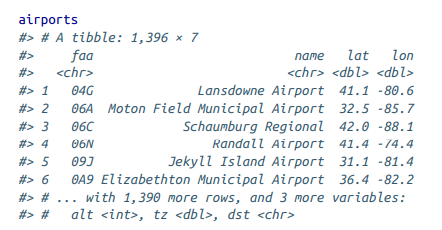 airports
#> # A tibble: 1,396 × 7
#>     faa                           name   lat   lon
#>   <chr>                          <chr> <dbl> <dbl>
#> 1   04G              Lansdowne Airport  41.1 -80.6
#> 2   06A  Moton Field Municipal Airport  32.5 -85.7
#> 3   06C            Schaumburg Regional  42.0 -88.1
#> 4   06N                Randall Airport  41.4 -74.4
#> 5   09J          Jekyll Island Airport  31.1 -81.4
#> 6   0A9 Elizabethton Municipal Airport  36.4 -82.2
#> # ... with 1,390 more rows, and 3 more variables:
#> #   alt <int>, tz <dbl>, dst <chr>